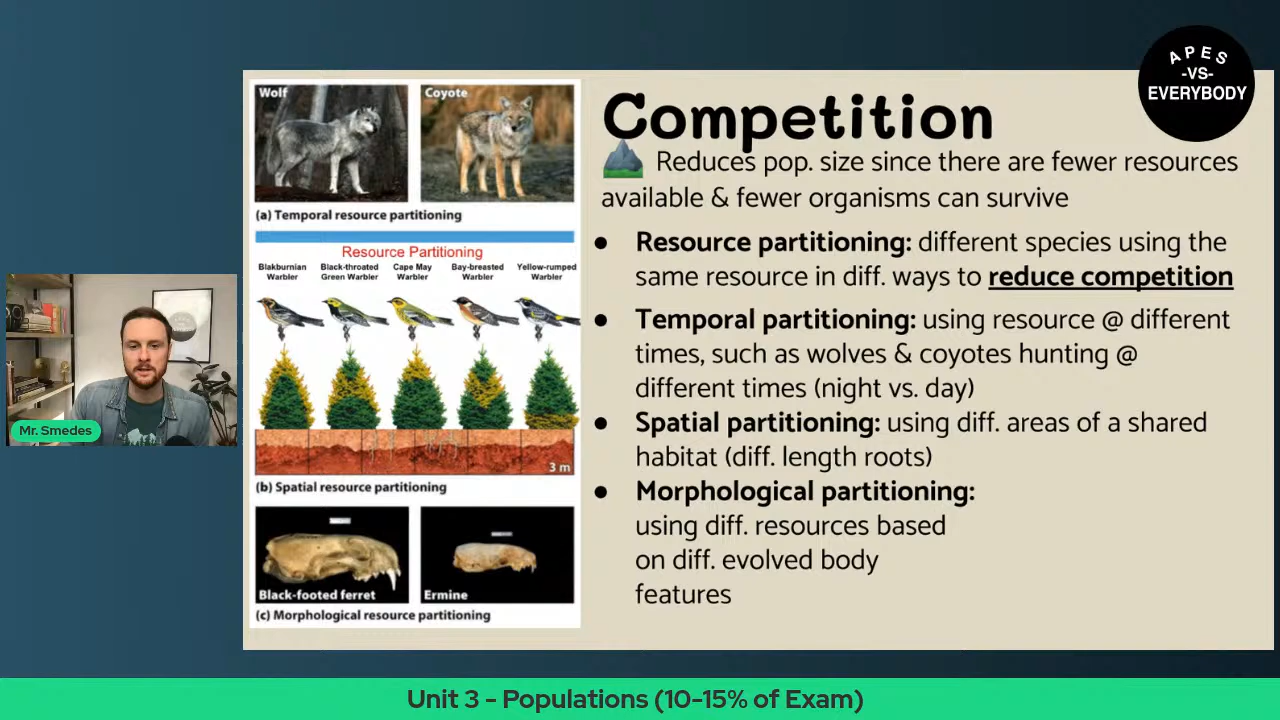 APES
-VS-
EVERYBODY
Wolf
Coyote
(a) Temporal resource partitioning
Resource Partitioning
Blakburnian
Warbler
Black-throated
Green Warbler
Cape May
Warbler
Bay-breasted
Warbler
Yellow-rumped
Warbler
3 m
(b) Spatial resource partitioning
Black-footed ferret
Ermine
(c) Morphological resource partitioning
Competition
Reduces pop. size since there are fewer resources
available & fewer organisms can survive
● Resource partitioning: different species using the
same resource in diff. ways to reduce competition
● Temporal partitioning: using resource @ different
times, such as wolves & coyotes hunting @
different times (night vs. day)
● Spatial partitioning: using diff. areas of a shared
habitat (diff. length roots)
● Morphological partitioning:
using diff. resources based
on diff. evolved body
features
Mr. Smedes
Unit 3 - Populations (10-15% of Exam)